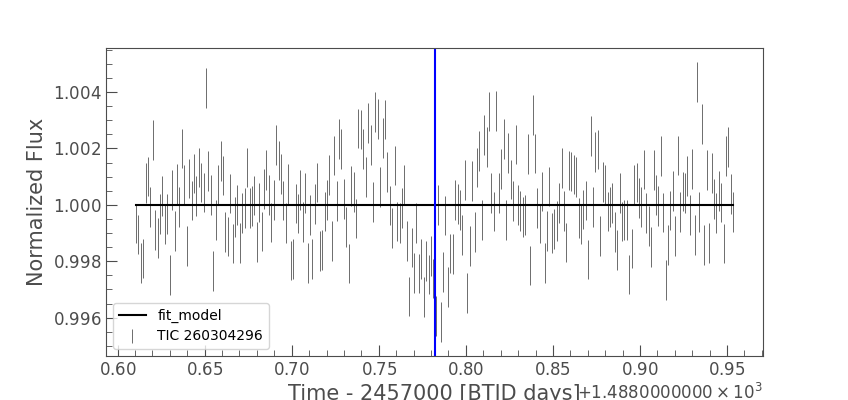 1.004
1.002
1.000
0.998
0.996
Normalized Flux
fit_model
TIC 260304296
0.60 0.65 0.70 0.75 0.80 0.85 0.90 0.95
Time - 2457000 [BTJD days]
+1.4880000000 × 10³